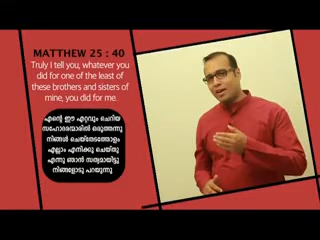 MATTHEW 25 : 40
Truly I tell you, whatever you
did for one of the least of
these brothers and sisters of
mine, you did for me.
എന്റെ ഈ ഏറ്റവും ചെറിയ
സഹോദരന്മാരിൽ ഒരുത്തന്നു
നിങ്ങൾ ചെയ്തേടത്തോളം
എല്ലാം എനിക്കു ചെയ്തു
എന്നു ഞാൻ സത്യമായിട്ടു
നിങ്ങളോടു പറയുന്നു